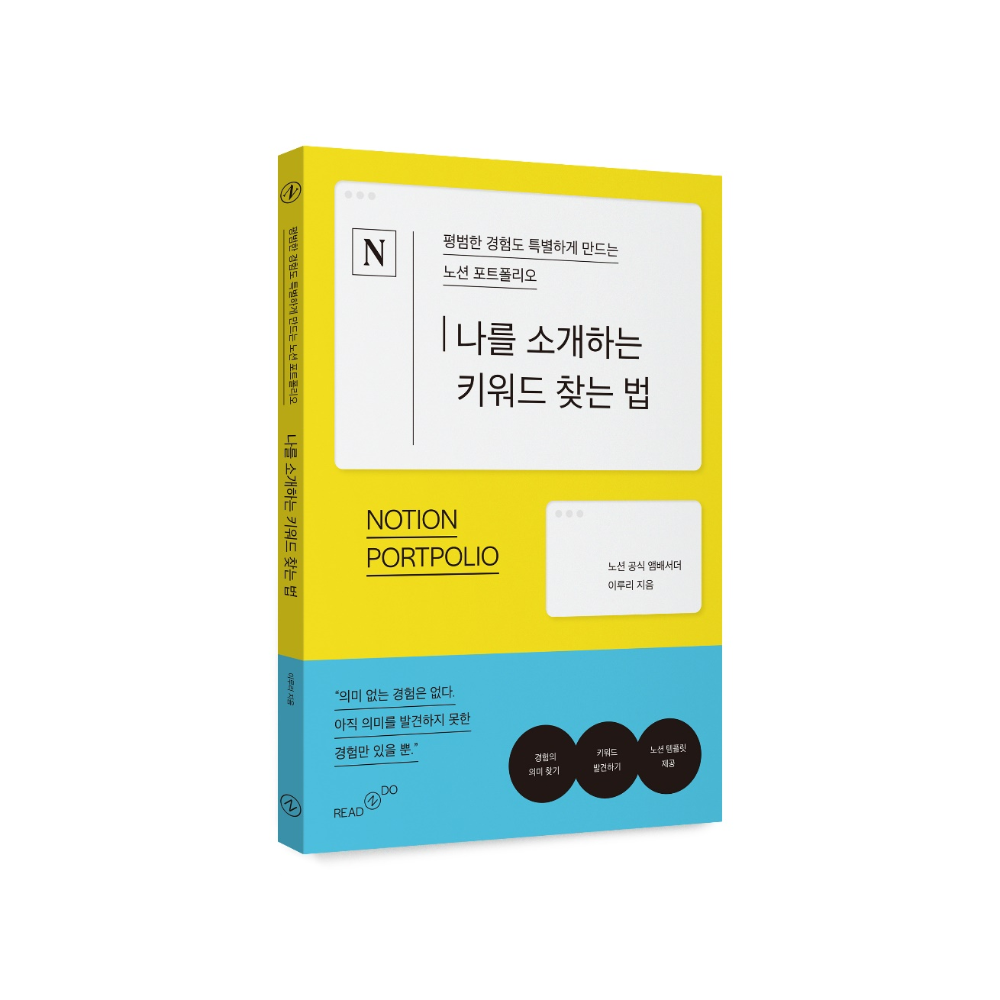 N
평범한 경험도 특별하게 만드는
노션 포트폴리오
나를 소개하는
키워드 찾는 법
NOTION
PORTPOLIO
노션 공식 앰배서더
이루리 지음
“의미 없는 경험은 없다.
아직 의미를 발견하지 못한
경험만 있을 뿐.”
경험의
의미 찾기
키워드
발견하기
노션 템플릿
제공
READ N DO
N
평범한 경험도 특별하게 만드는 노션 포트폴리오
나를 소개하는 키워드 찾는 법
이루리 지음
N